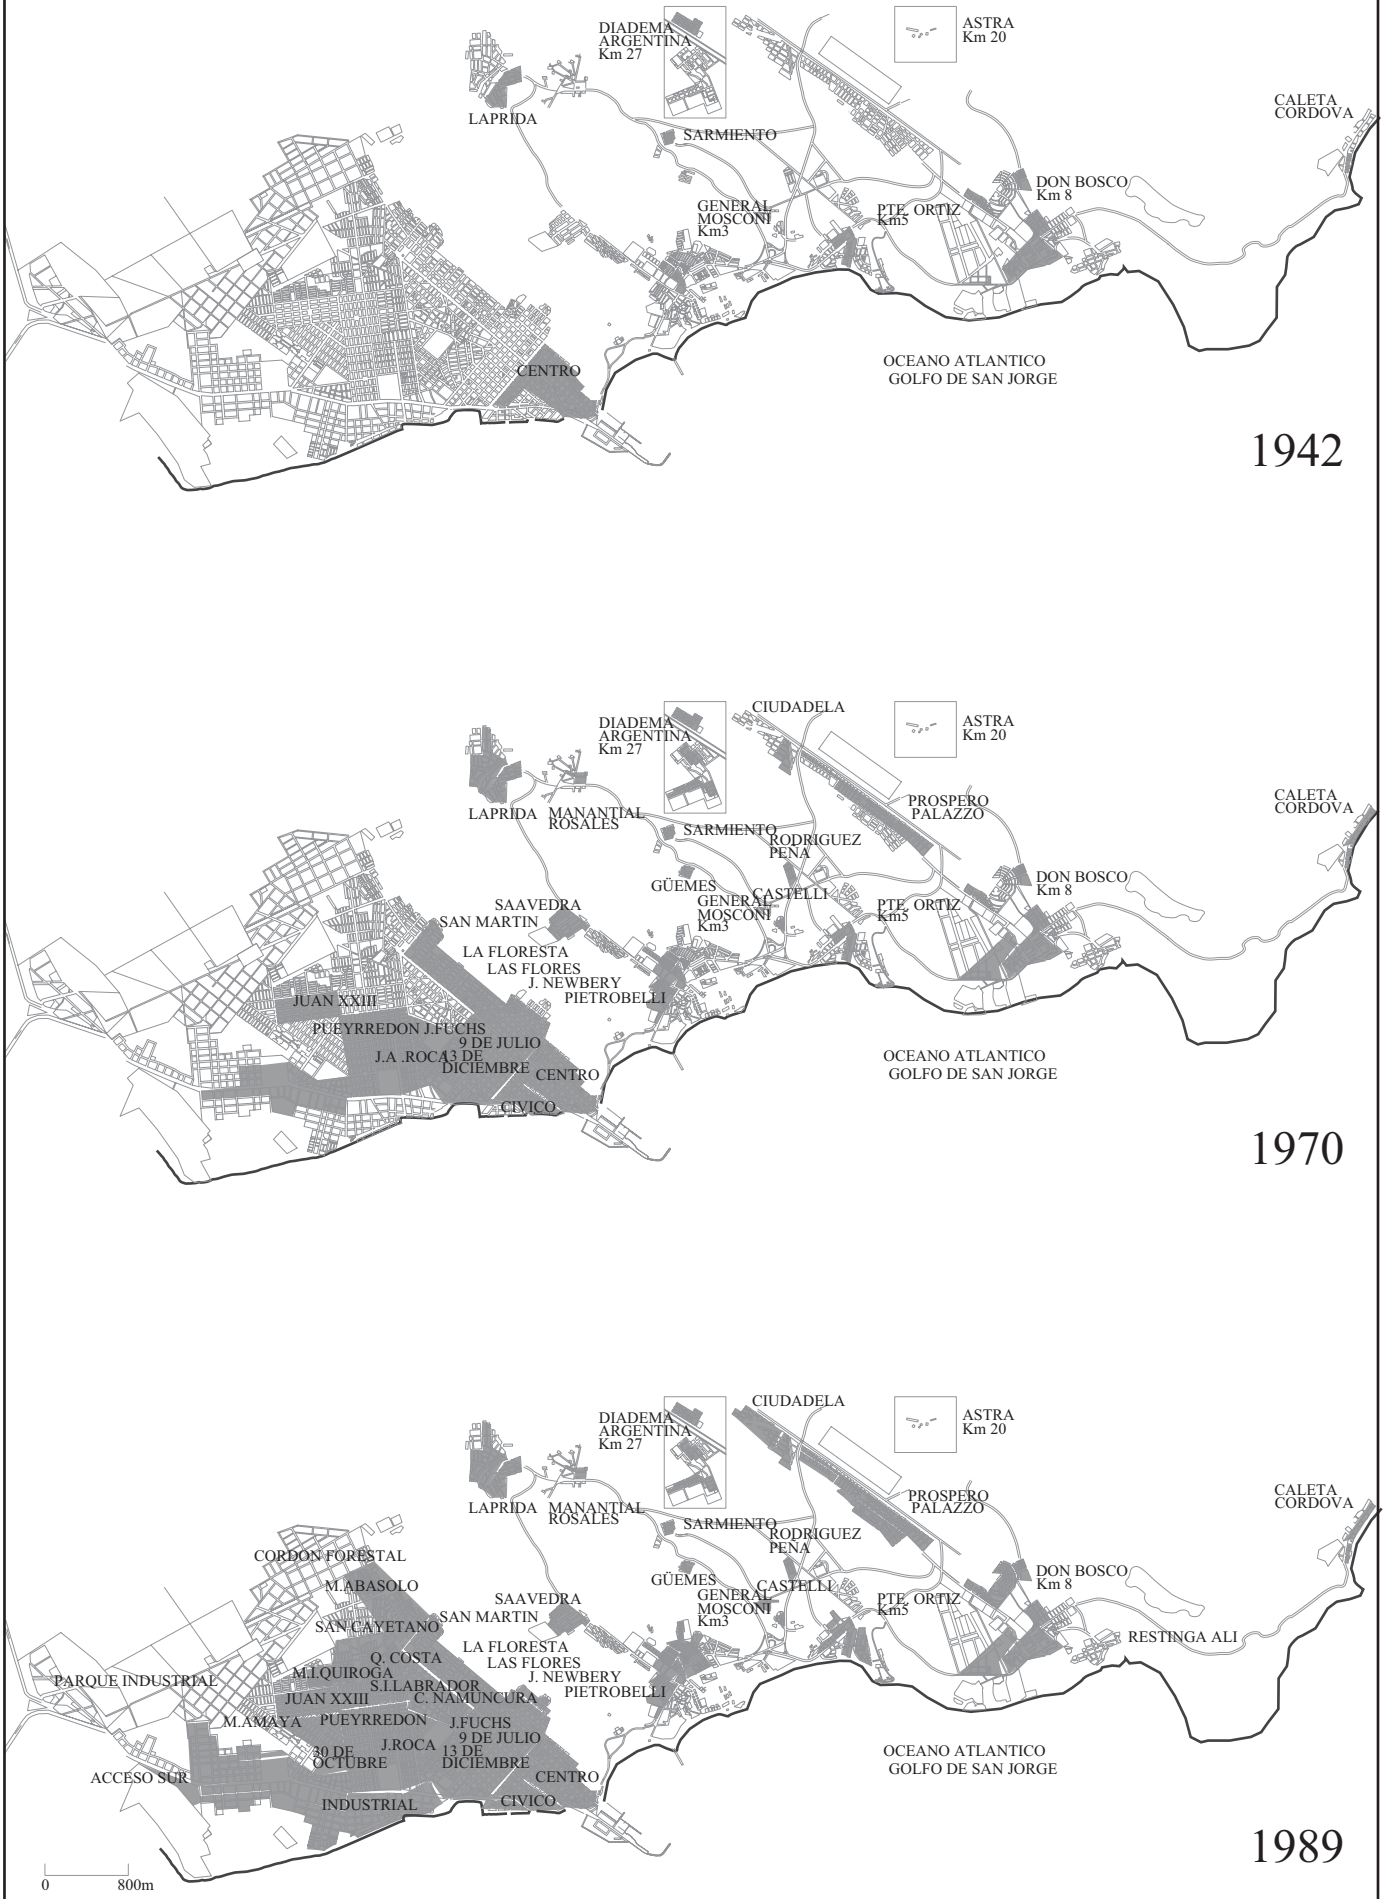 DIADEMA
ARGENTINA
Km 27
ASTRA
Km 20
LAPRIDA
SARMIENTO
CALETA
CORDOVA
GENERAL
MOSCONI
Km3
PTE. ORTIZ
Km5
DON BOSCO
Km 8
CENTRO
OCEANO ATLANTICO
GOLFO DE SAN JORGE
1942
CIUDADELA
DIADEMA
ARGENTINA
Km 27
ASTRA
Km 20
LAPRIDA
MANANTIAL
ROSALES
SARMIENTO
RODRIGUEZ
PEÑA
PROSPERO
PALAZZO
CALETA
CORDOVA
GÜEMES
CASTELLI
GENERAL
MOSCONI
Km3
PTE. ORTIZ
Km5
DON BOSCO
Km 8
SAAVEDRA
SAN MARTIN
LA FLORESTA
LAS FLORES
J. NEWBERY
PIETROBELLI
JUAN XXIII
PUEYRREDON J.FUCHS
9 DE JULIO
J.A .ROCA
13 DE
DICIEMBRE
CENTRO
CIVICO
OCEANO ATLANTICO
GOLFO DE SAN JORGE
1970
CIUDADELA
DIADEMA
ARGENTINA
Km 27
ASTRA
Km 20
LAPRIDA
MANANTIAL
ROSALES
SARMIENTO
RODRIGUEZ
PEÑA
PROSPERO
PALAZZO
CALETA
CORDOVA
CORDON FORESTAL
M.ABASOLO
GÜEMES
CASTELLI
GENERAL
MOSCONI
Km3
PTE. ORTIZ
Km5
DON BOSCO
Km 8
SAAVEDRA
SAN MARTIN
SAN CAYETANO
RESTINGA ALI
LA FLORESTA
LAS FLORES
J. NEWBERY
PIETROBELLI
Q. COSTA
M.I.QUIROGA
S.I.LABRADOR
PARQUE INDUSTRIAL
JUAN XXIII
C. NAMUNCURA
M.AMAYA
PUEYRREDON
J.FUCHS
9 DE JULIO
J.ROCA
13 DE
DICIEMBRE
30 DE
OCTUBRE
ACCESO SUR
CENTRO
INDUSTRIAL
CIVICO
OCEANO ATLANTICO
GOLFO DE SAN JORGE
1989
0 800m